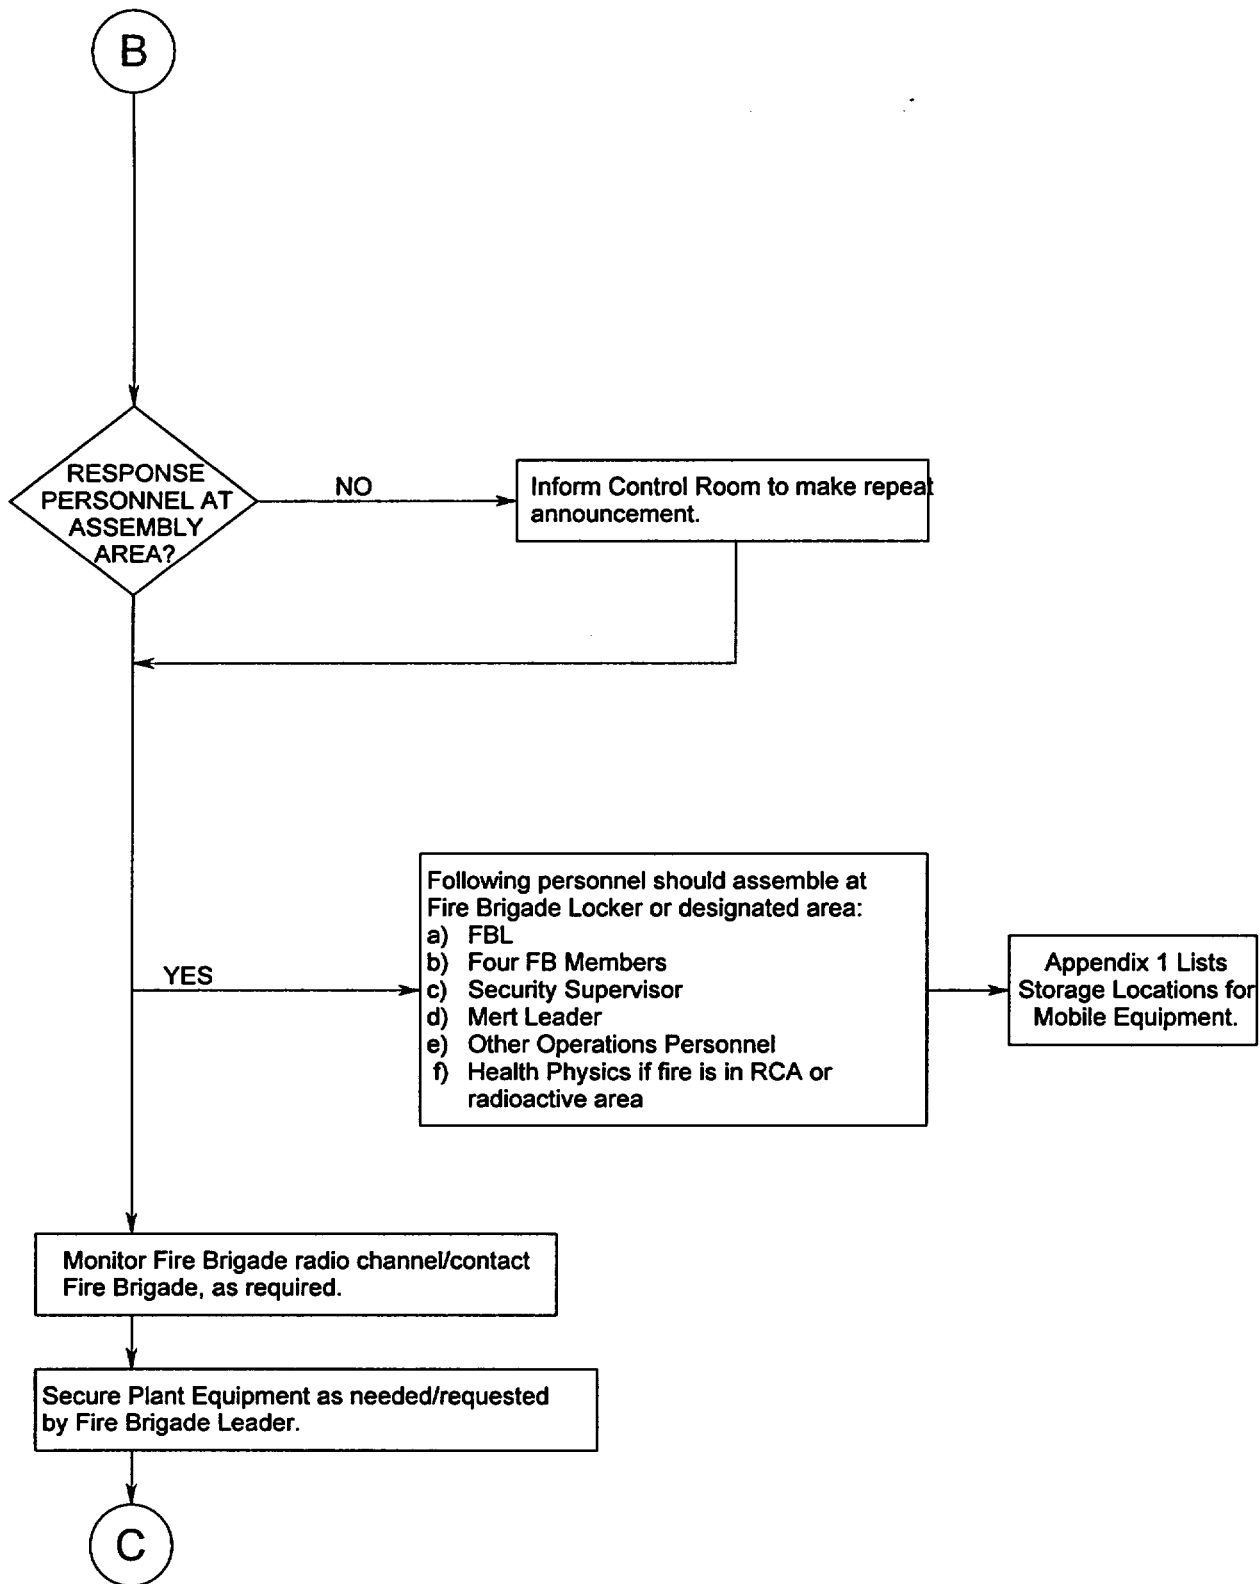 B
RESPONSE
PERSONNEL AT
ASSEMBLY
AREA?
NO
Inform Control Room to make repeat
announcement.
YES
Following personnel should assemble at
Fire Brigade Locker or designated area:
a) FBL
b) Four FB Members
c) Security Supervisor
d) Mert Leader
e) Other Operations Personnel
f) Health Physics if fire is in RCA or
radioactive area
Appendix 1 Lists
Storage Locations for
Mobile Equipment.
Monitor Fire Brigade radio channel/contact
Fire Brigade, as required.
Secure Plant Equipment as needed/requested
by Fire Brigade Leader.
C